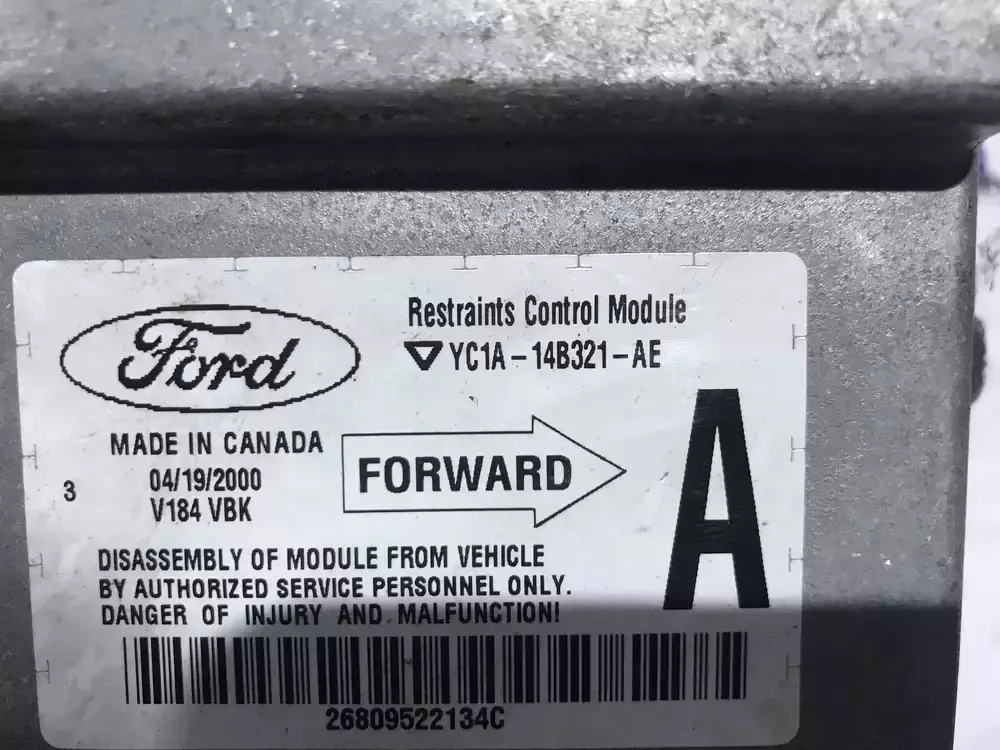 Ford
Restraints Control Module
YC1A-14B321-AE
MADE IN CANADA
04/19/2000
V184 VBK
3
FORWARD
A
DISASSEMBLY OF MODULE FROM VEHICLE
BY AUTHORIZED SERVICE PERSONNEL ONLY.
DANGER OF INJURY AND MALFUNCTION!
26809522134C